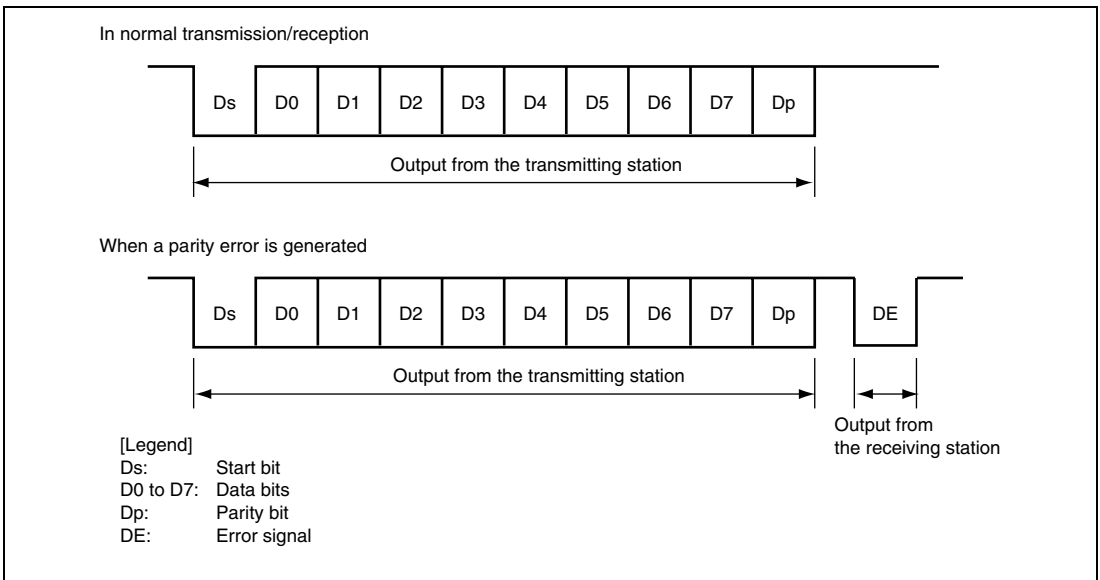 In normal transmission/reception
Ds D0 D1 D2 D3 D4 D5 D6 D7 Dp
Output from the transmitting station
When a parity error is generated
Ds D0 D1 D2 D3 D4 D5 D6 D7 Dp DE
Output from the transmitting station
Output from
the receiving station
[Legend]
Ds: Start bit
D0 to D7: Data bits
Dp: Parity bit
DE: Error signal